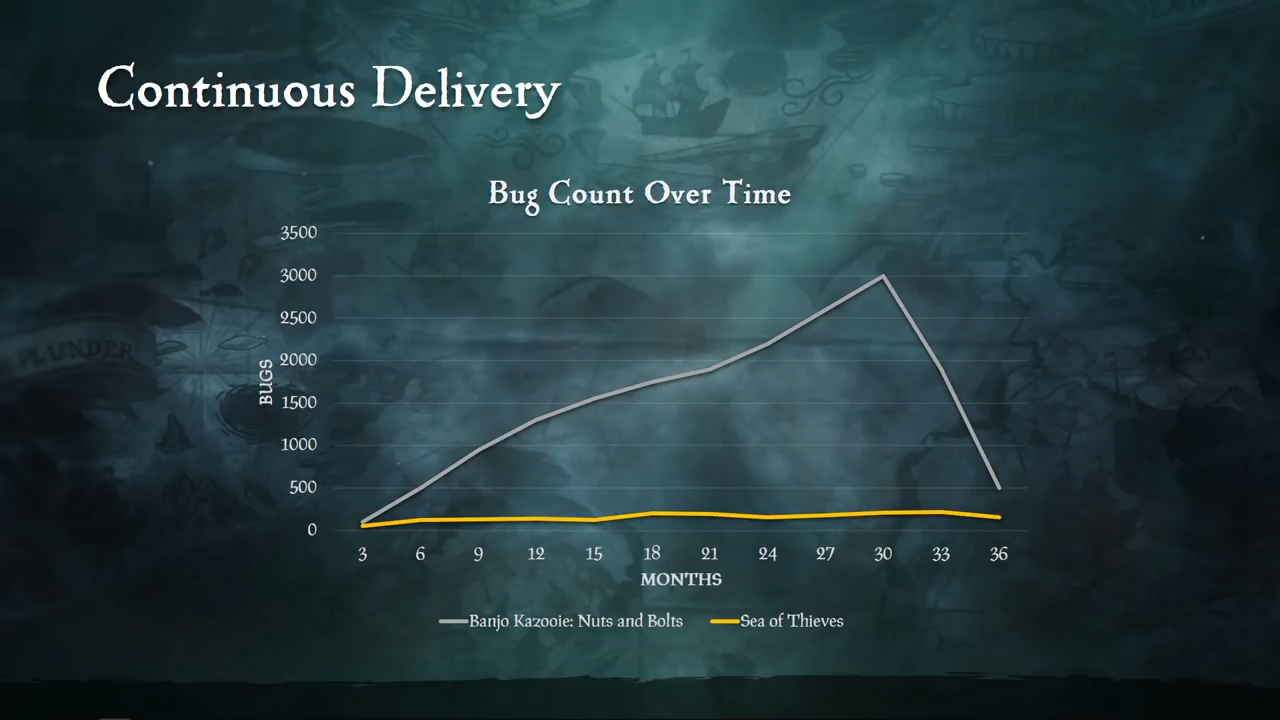 Continuous Delivery
Bug Count Over Time
3500
3000
2500
2000
1500
1000
500
0
BUGS
3 6 9 12 15 18 21 24 27 30 33 36
MONTHS
Banjo Kazooie: Nuts and Bolts Sea of Thieves
PLUNDER